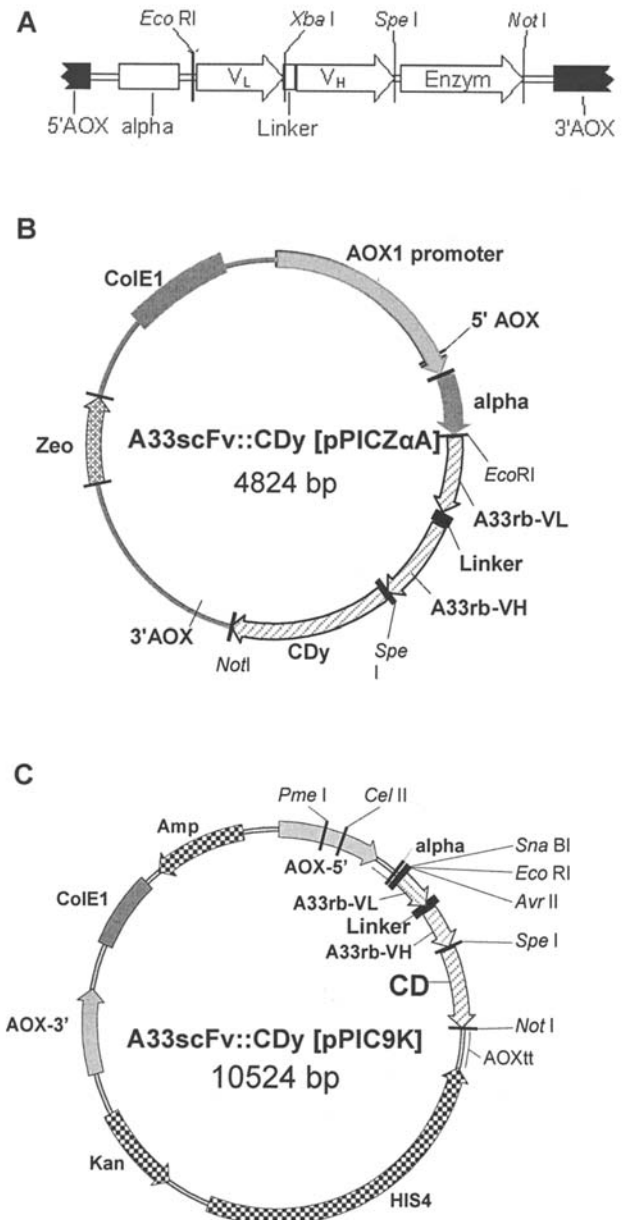 A
Eco RI
Xba I
Spe I
Not I
VL
VH
Enzym
5'AOX
alpha
Linker
3'AOX
B
ColE1
AOX1 promoter
5' AOX
alpha
Zeo
A33scFv::CDy [pPICZαA]
4824 bp
EcoRI
A33rb-VL
Linker
A33rb-VH
3'AOX
NotI
CDy
Spe
I
C
Pme I
Cel II
Amp
AOX-5'
alpha
Sna BI
Eco RI
Avr II
ColE1
A33rb-VL
Linker
A33rb-VH
Spe I
CD
AOX-3'
A33scFv::CDy [pPIC9K]
10524 bp
Not I
AOXtt
Kan
HIS4